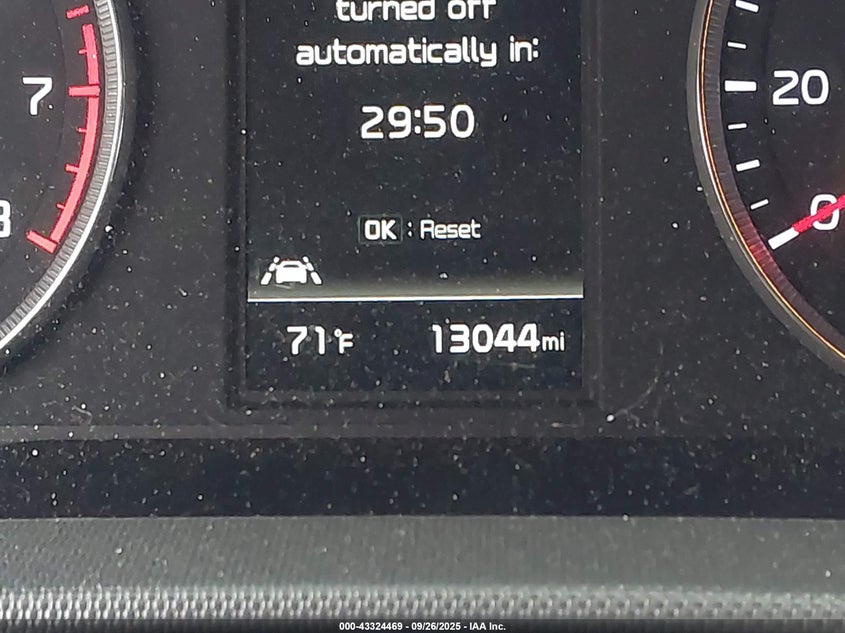 turned off
automatically in:
29:50
OK : Reset
71°F 13044mi
7
20
0
000-43324469 - 09/26/2025 - IAA Inc.